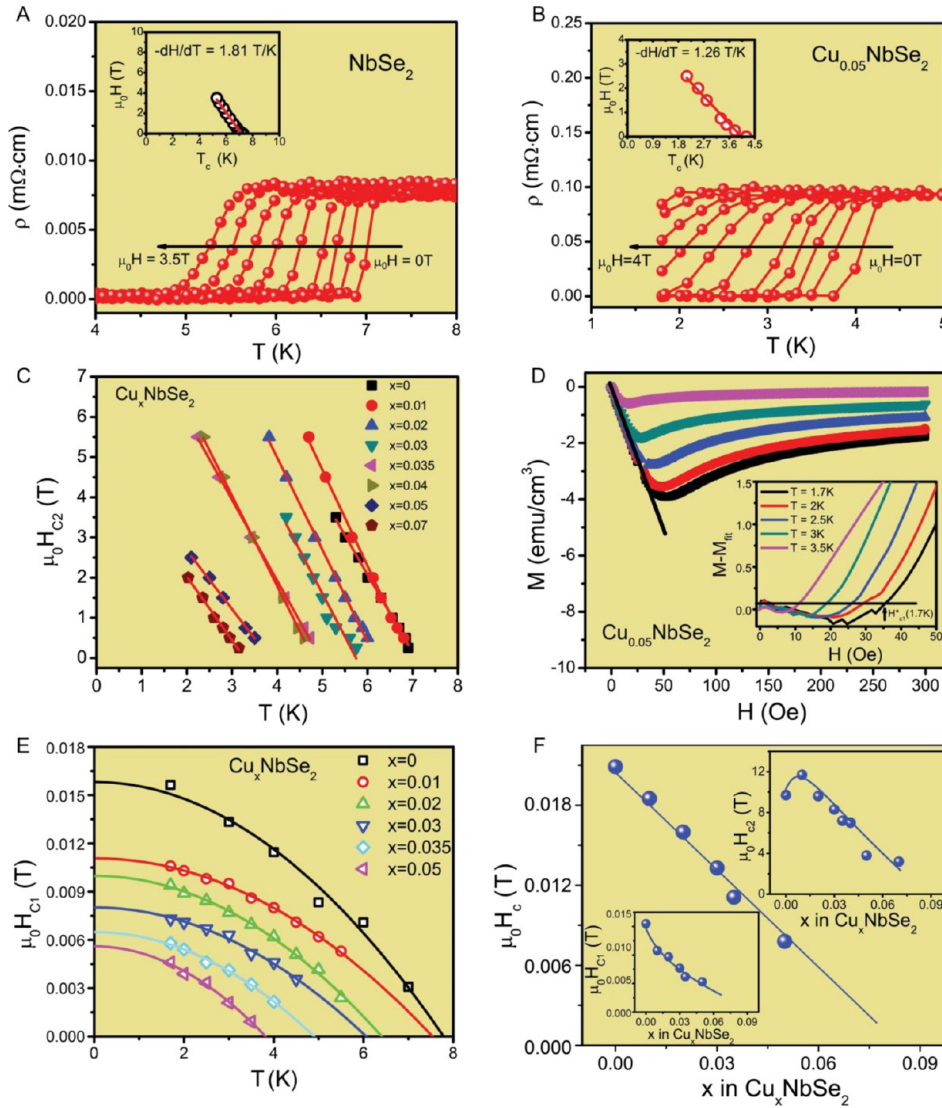 A
B
0.020
0.015
0.010
0.005
0.000
ρ (mΩ·cm)
-dH/dT = 1.81 T/K
NbSe2
μ0H (T)
10
8
6
4
2
0
0 2 4 6 8 10
Tc (K)
μ0H = 3.5T
μ0H = 0T
4 5 6 7 8
T (K)
0.25
0.20
0.15
0.10
0.05
0.00
ρ (mΩ·cm)
-dH/dT = 1.26 T/K
Cu0.05NbSe2
μ0H (T)
4
3
2
1
0
0.0 0.9 1.8 2.7 3.6 4.5
Tc (K)
μ0H=4T
μ0H=0T
1 2 3 4 5
T (K)
C
CuxNbSe2
7
6
5
4
3
2
1
0
μ0HC2 (T)
x=0
x=0.01
x=0.02
x=0.03
x=0.035
x=0.04
x=0.05
x=0.07
0 1 2 3 4 5 6 7 8
T (K)
D
0
-2
-4
-6
-8
-10
M (emu/cm3)
Cu0.05NbSe2
T = 1.7K
T = 2K
T = 2.5K
T = 3K
T = 3.5K
M-Mfit
1.5
1.0
0.5
0.0
H*c1(1.7K)
0 10 20 30 40 50
H (Oe)
0 50 100 150 200 250 300
H (Oe)
E
CuxNbSe2
0.018
0.015
0.012
0.009
0.006
0.003
0.000
μ0HC1 (T)
x=0
x=0.01
x=0.02
x=0.03
x=0.035
x=0.05
0 2 4 6 8
T (K)
F
0.018
0.012
0.006
0.000
μ0Hc (T)
μ0Hc2 (T)
12
8
4
0
0.00 0.03 0.06 0.09
x in CuxNbSe2
μ0HC1 (T)
0.015
0.010
0.005
0.000
0.00 0.03 0.06 0.09
x in CuxNbSe2
0.00 0.03 0.06 0.09
x in CuxNbSe2